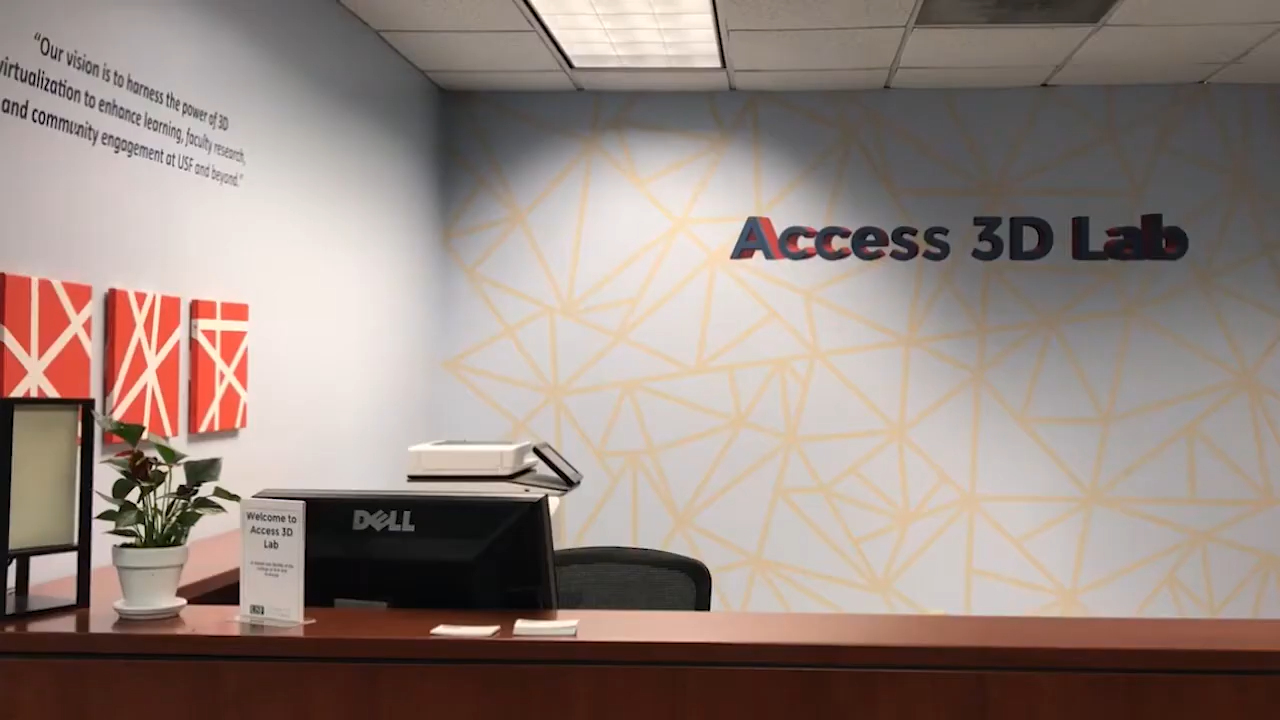 “Our vision is to harness the power of 3D
virtualization to enhance learning, faculty research,
and community engagement at USF and beyond.”
Access 3D Lab
DELL
Welcome to
Access 3D
Lab